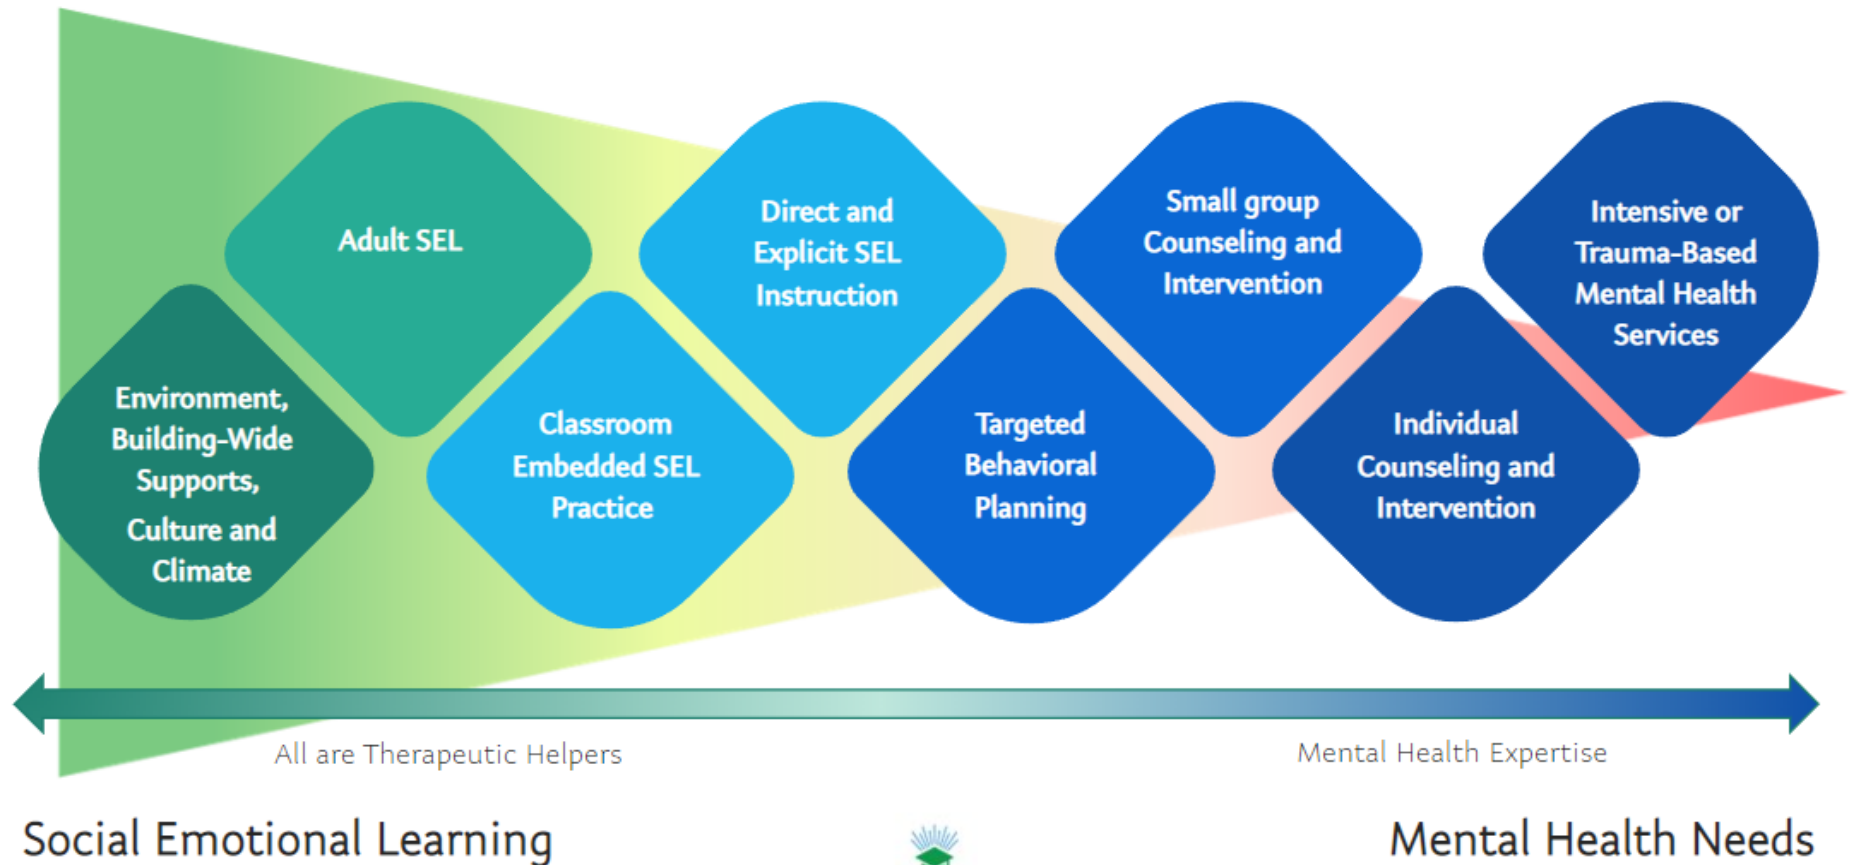 Environment,
Building-Wide
Supports,
Culture and
Climate
Adult SEL
Classroom
Embedded SEL
Practice
Direct and
Explicit SEL
Instruction
Targeted
Behavioral
Planning
Small group
Counseling and
Intervention
Individual
Counseling and
Intervention
Intensive or
Trauma-Based
Mental Health
Services
All are Therapeutic Helpers
Mental Health Expertise
Social Emotional Learning
Mental Health Needs